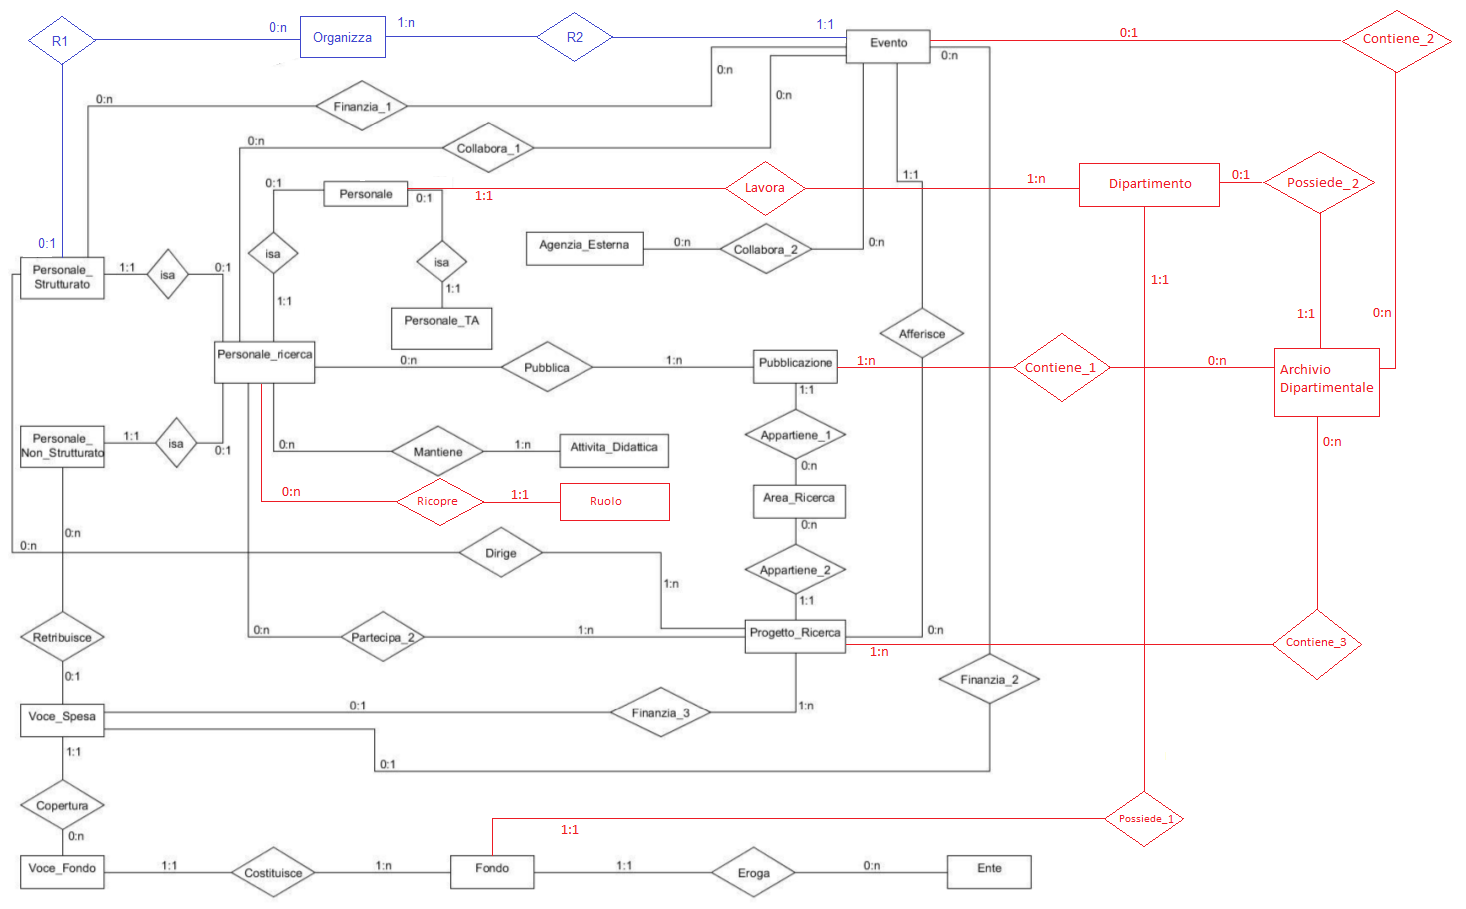 R1
0:n
Organizza
1:n
R2
1:1
Evento
0:1
Contiene_2
0:n
0:n
0:n
Finanzia_1
0:n
0:n
Collabora_1
0:1
Personale
0:1
1:1
Lavora
1:n
Dipartimento
0:1
Possiede_2
1:1
0:1
Personale_
Strutturato
1:1
isa
0:1
isa
1:1
isa
1:1
Personale_TA
Agenzia_Esterna
0:n
Collabora_2
0:n
1:1
1:1
0:n
Afferisce
Personale_ricerca
0:n
Pubblica
1:n
Pubblicazione
1:n
Contiene_1
0:n
Archivio
Dipartimentale
1:1
Appartiene_1
0:n
Personale_
Non_Strutturato
1:1
isa
0:1
0:n
Mantiene
1:n
Attivita_Didattica
0:n
0:n
Ricopre
1:1
Ruolo
Area_Ricerca
0:n
0:n
0:n
Dirige
1:n
Appartiene_2
1:1
Retribuisce
0:n
Partecipa_2
1:n
Progetto_Ricerca
0:n
1:n
Contiene_3
0:1
Finanzia_2
Voce_Spesa
0:1
Finanzia_3
1:n
1:1
0:1
Copertura
0:n
1:1
Possiede_1
Voce_Fondo
1:1
Costituisce
1:n
Fondo
1:1
Eroga
0:n
Ente